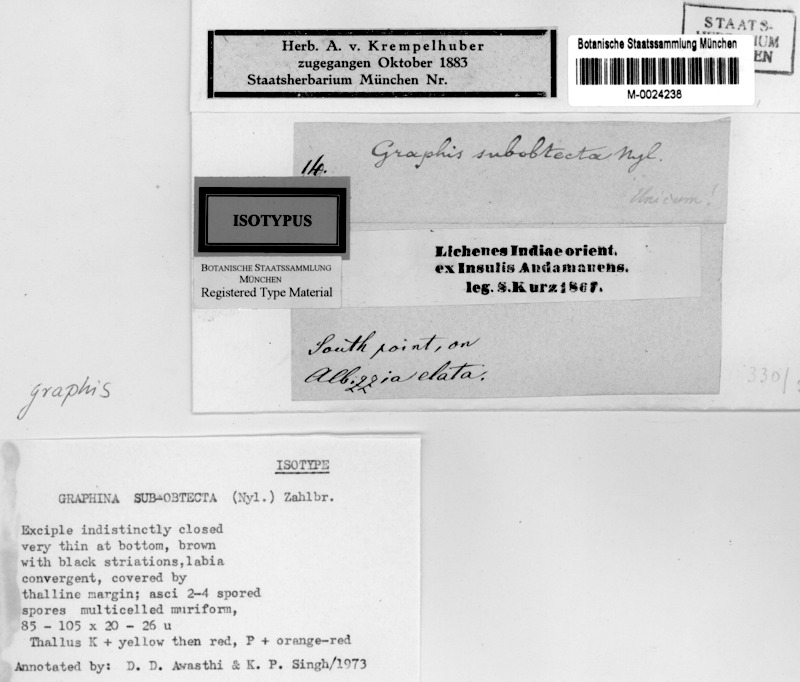 Herb. A. v. Krempelhuber
zugegangen Oktober 1883
Staatsherbarium München Nr.
STAATS-
Botanische Staatssammlung München
M-0024238
14.
Graphis subobtecta Nyl.
Unicum!
ISOTYPUS
BOTANISCHE STAATSSAMMLUNG
MÜNCHEN
Registered Type Material
Lichenes Indiae orient.
ex Insulis Andamanens.
leg. S. Kurz 1867.
South point, on
Albizzia elata.
330/
graphis
ISOTYPE
GRAPHINA SUB-OBTECTA (Nyl.) Zahlbr.
Exciple indistinctly closed
very thin at bottom, brown
with black striations,labia
convergent, covered by
thalline margin; asci 2-4 spored
spores multicelled muriform,
85 - 105 x 20 - 26 u
Thallus K + yellow then red, P + orange-red
Annotated by: D. D. Awasthi & K. P. Singh/1973